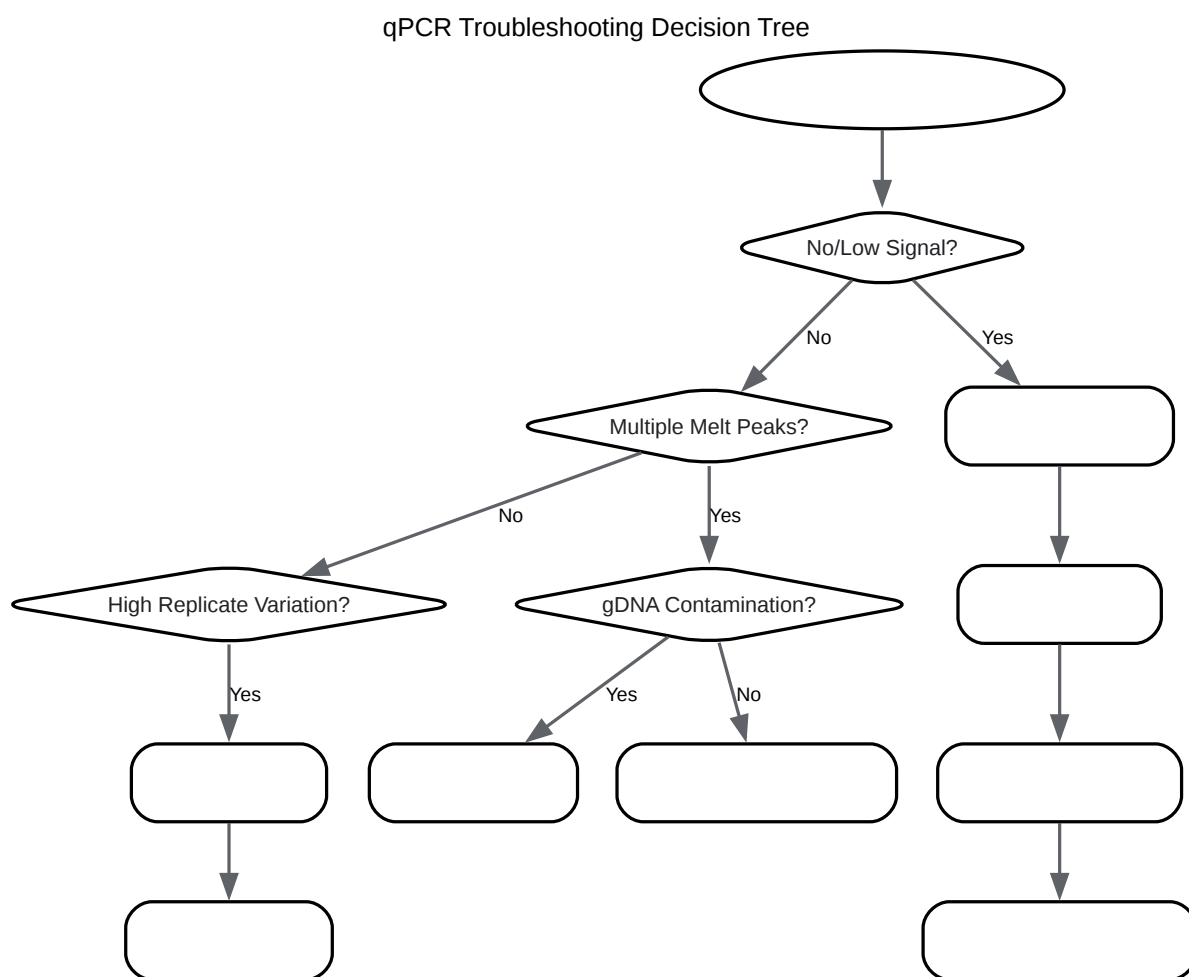 qPCR Troubleshooting Decision Tree
No/Low Signal?
No
Yes
Multiple Melt Peaks?
No
Yes
High Replicate Variation?
gDNA Contamination?
Yes
Yes
No